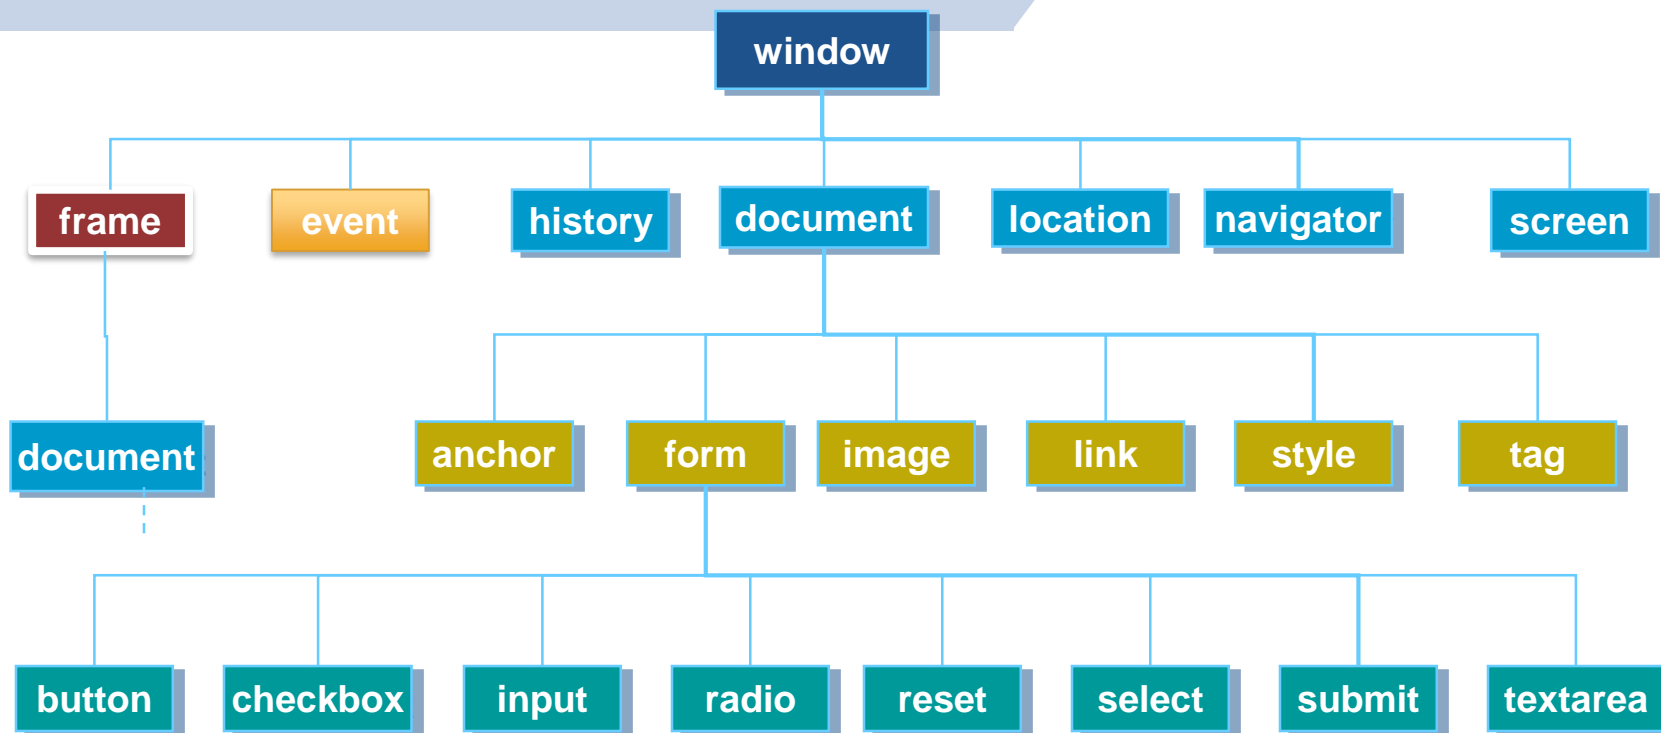 window
frame
event
history
document
location
navigator
screen
document
anchor
form
image
link
style
tag
button
checkbox
input
radio
reset
select
submit
textarea